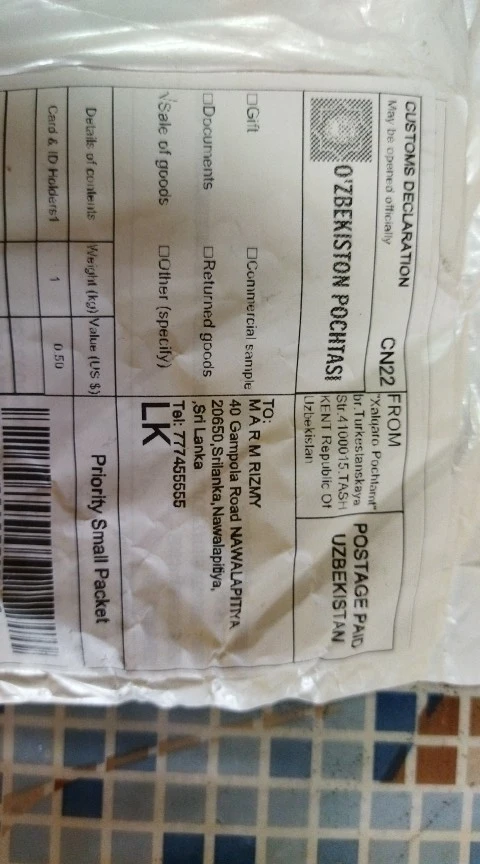 CUSTOMS DECLARATION
May be opened officially
CN22
O'ZBEKISTON POCHTASI
FROM
"Xalqaro Pochtamt"
br.Turkestanskaya
Str.4100015.TASH
KENT Republic Of
Uzbekistan
POSTAGE PAID
UZBEKISTAN
□Gift □Commercial sample
□Documents □Returned goods
√Sale of goods □Other (specify)
TO:
M A R M RIZMY
40 Gampola Road NAWALAPITIYA
20650,Srilanka,Nawalapitiya,
,Sri Lanka
Tel: 777455555
LK
Details of contents Weight (kg) Value (US $)
Card & ID Holders1 1 0.50
Priority Small Packet